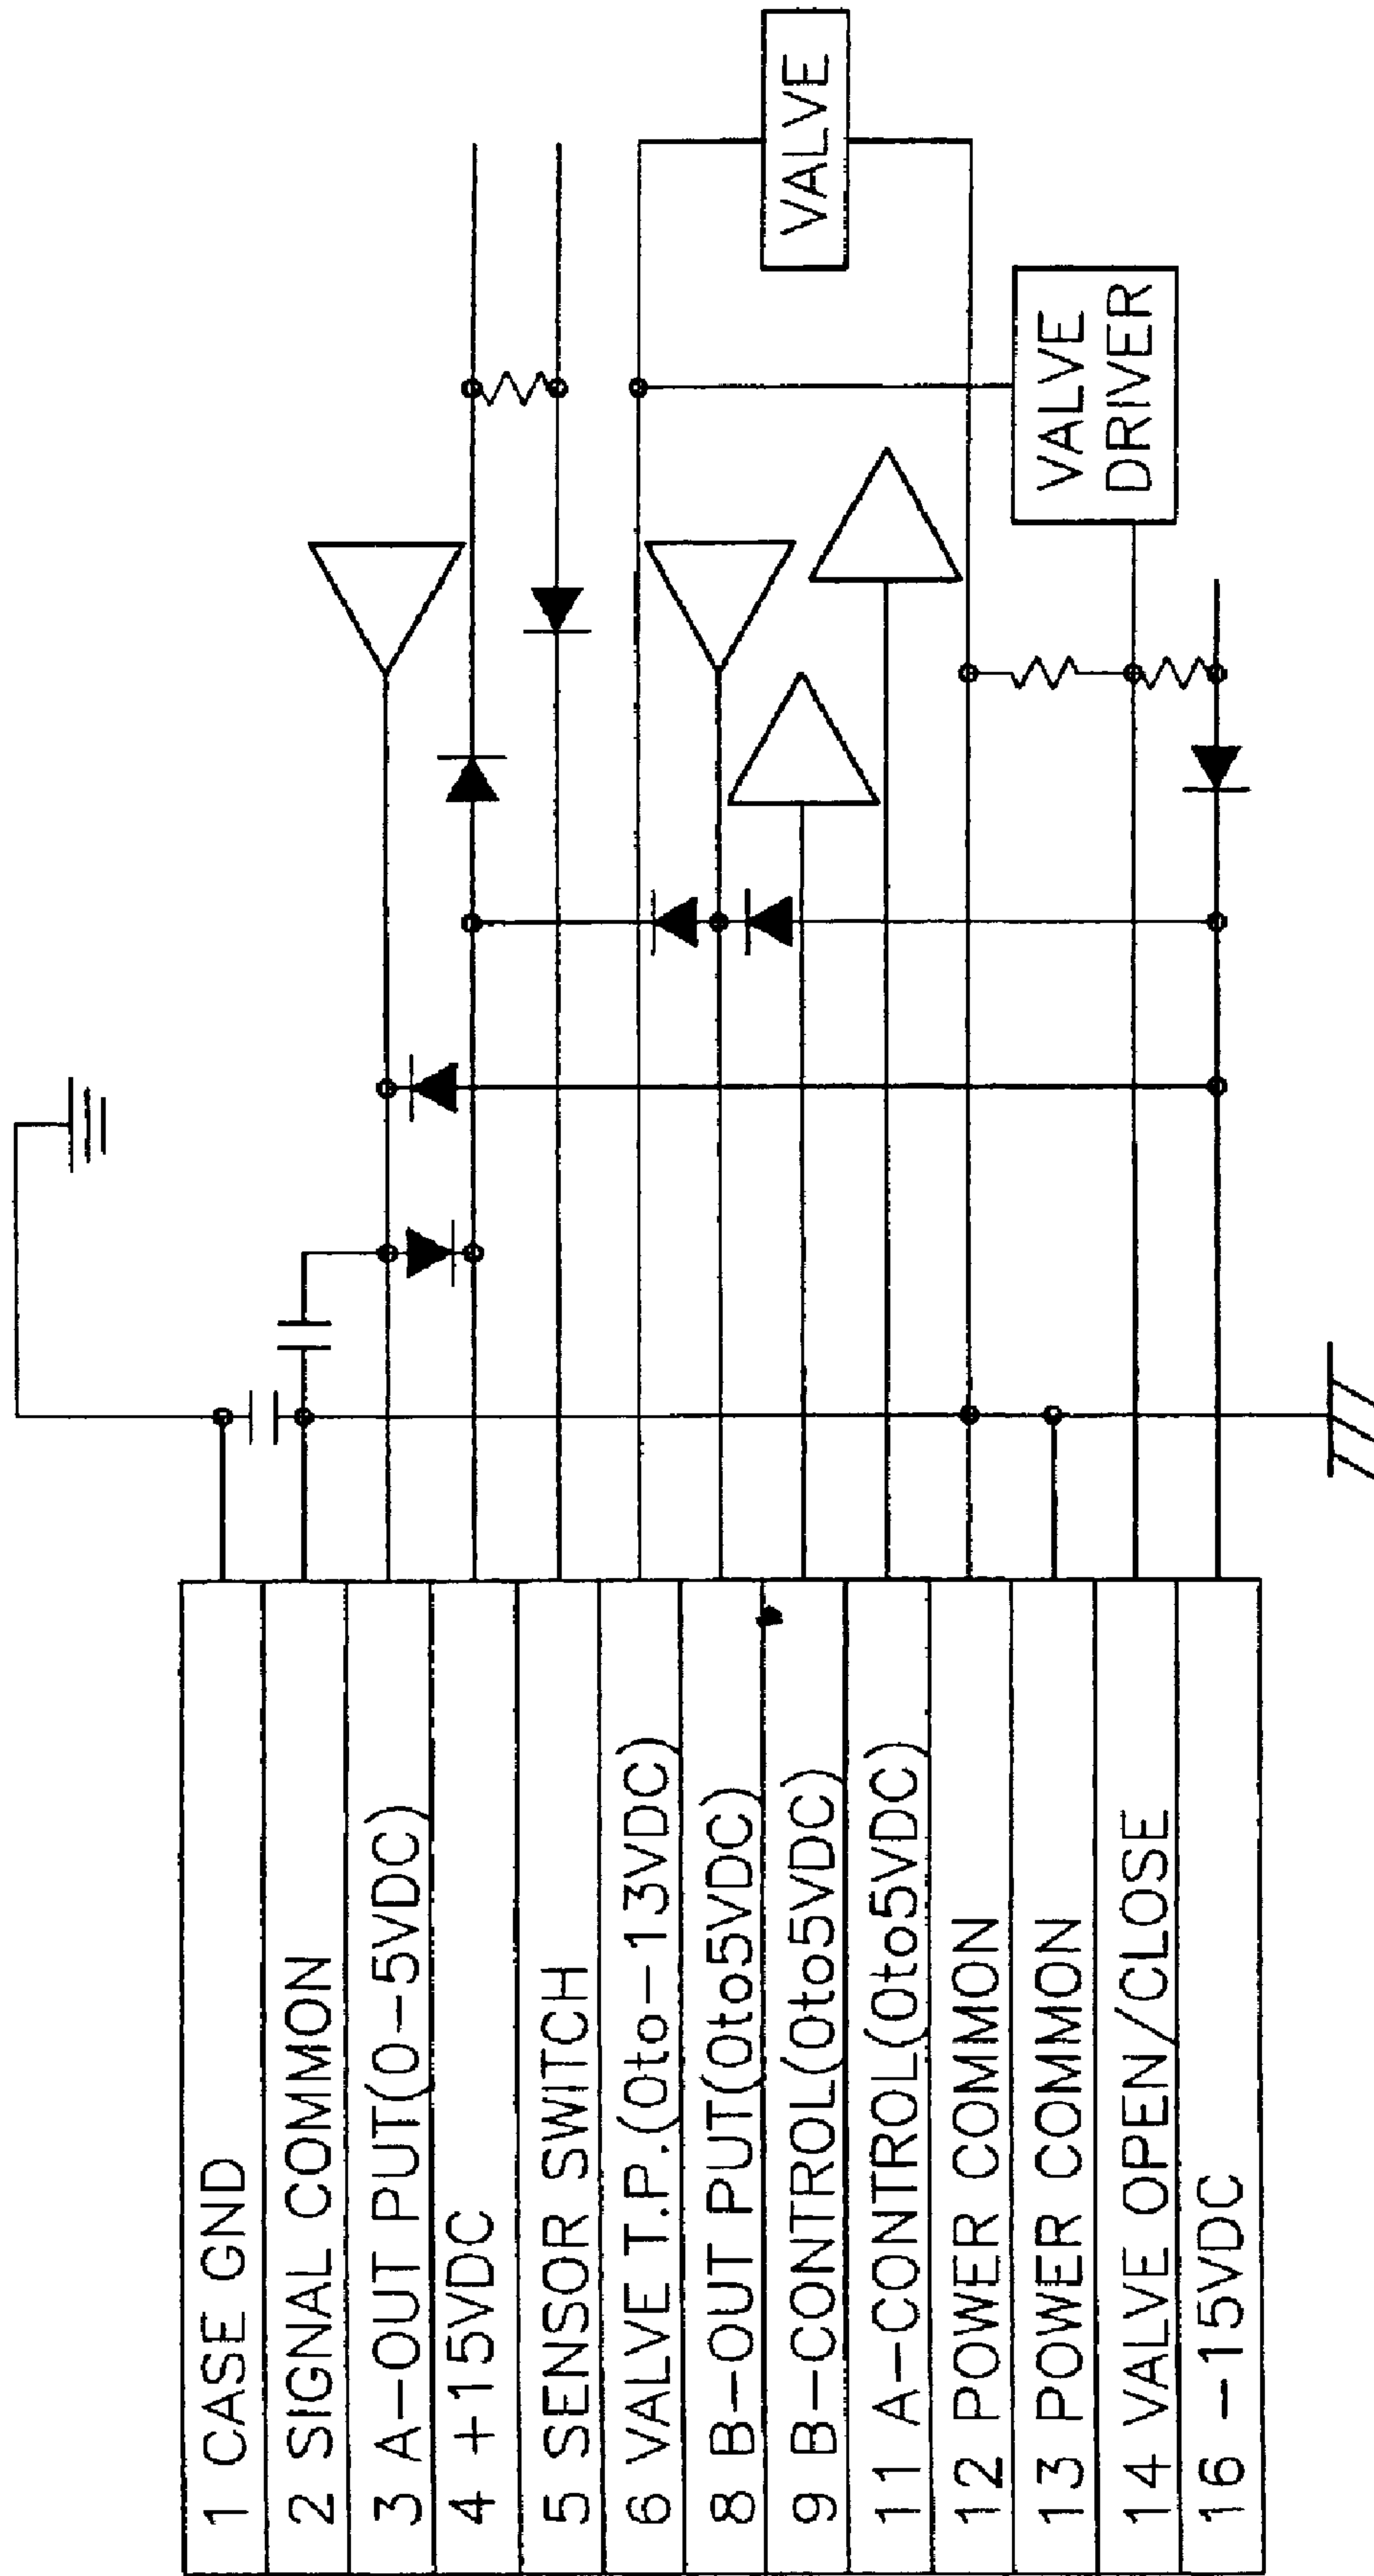 1 CASE GND
2 SIGNAL COMMON
3 A-OUT PUT(0-5VDC)
4 +15VDC
5 SENSOR SWITCH
6 VALVE T.P.(0to-13VDC)
8 B-OUT PUT(0to5VDC)
9 B-CONTROL(0to5VDC)
11 A-CONTROL(0to5VDC)
12 POWER COMMON
13 POWER COMMON
14 VALVE OPEN/CLOSE
16 -15VDC
VALVE
DRIVER
VALVE